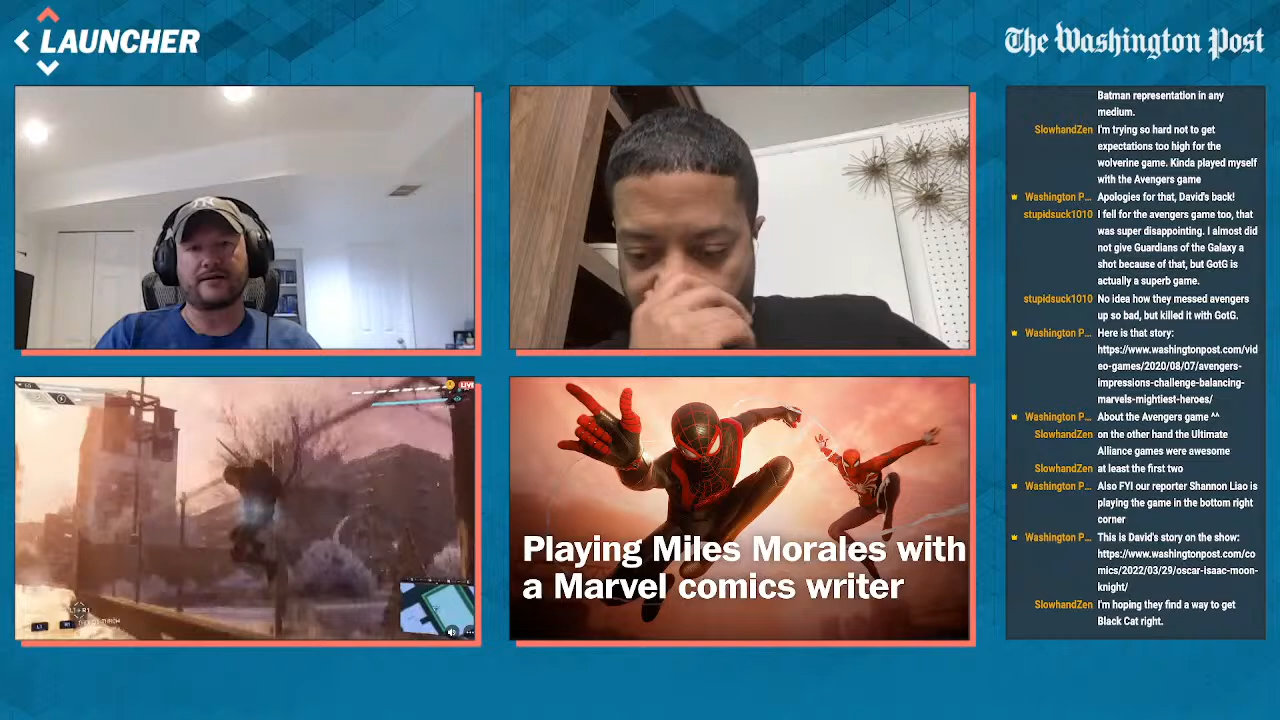 LAUNCHER
The Washington Post
Batman representation in any
medium.
SlowhandZen I'm trying so hard not to get
expectations too high for the
wolverine game. Kinda played myself
with the Avengers game
Washington P... Apologies for that, David's back!
stupidsuck1010 I fell for the avengers game too, that
was super disappointing. I almost did
not give Guardians of the Galaxy a
shot because of that, but GotG is
actually a superb game.
stupidsuck1010 No idea how they messed avengers
up so bad, but killed it with GotG.
Washington P... Here is that story:
https://www.washingtonpost.com/vid
eo-games/2020/08/07/avengers-
impressions-challenge-balancing-
marvels-mightiest-heroes/
Washington P... About the Avengers game ^^
SlowhandZen on the other hand the Ultimate
Alliance games were awesome
SlowhandZen at least the first two
Washington P... Also FYI our reporter Shannon Liao is
playing the game in the bottom right
corner
Washington P... This is David's story on the show:
https://www.washingtonpost.com/co
mics/2022/03/29/oscar-isaac-moon-
knight/
SlowhandZen I'm hoping they find a way to get
Black Cat right.
LIVE
L1+R1
Playing Miles Morales with
a Marvel comics writer